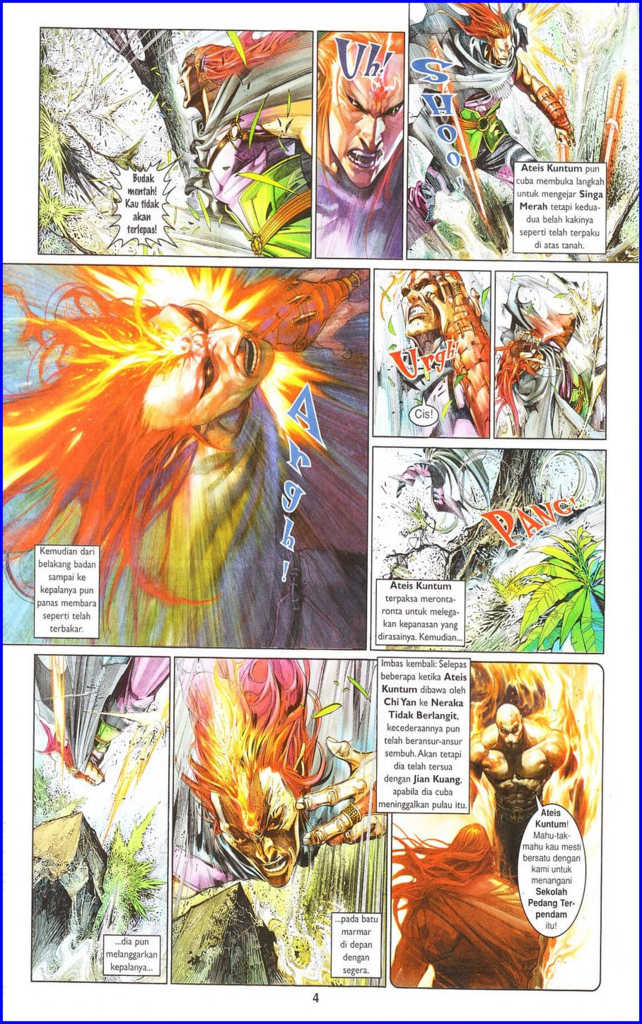 Budak
mentah!
Kau tidak
akan
terlepas!
Uh!
SHOOO
Ateis Kuntum pun
cuba membuka langkah
untuk mengejar Singa
Merah tetapi kedua-
dua belah kakinya
seperti telah terpaku
di atas tanah.
Argh!
Kemudian dari
belakang badan
sampai ke
kepalanya pun
panas membara
seperti telah
terbakar.
Urgh!
Cis!
PANG!
Ateis Kuntum
terpaksa meronta-
ronta untuk melega-
kan kepanasan yang
dirasainya. Kemudian...
...dia pun
melanggarkan
kepalanya...
...pada batu
marmar
di depan
dengan
segera.
Imbas kembali: Selepas
beberapa ketika Ateis
Kuntum dibawa oleh
Chi Yan ke Neraka
Tidak Berlangit,
kecederaannya pun
telah beransur-ansur
sembuh. Akan tetapi
dia telah tersua
dengan Jian Kuang,
apabila dia cuba
meninggalkan pulau itu.
Ateis
Kuntum!
Mahu-tak-
mahu kau mesti
bersatu dengan
kami untuk
menangani
Sekolah
Pedang Ter-
pendam
itu!
4